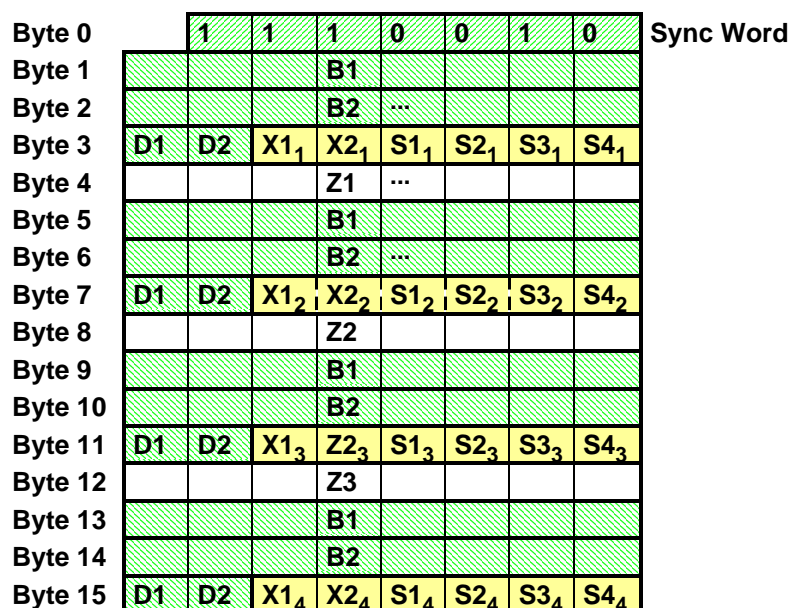 Byte 0 1 1 1 0 0 1 0 Sync Word
Byte 1 B1
Byte 2 B2 ...
Byte 3 D1 D2 X1₁ X2₁ S1₁ S2₁ S3₁ S4₁
Byte 4 Z1 ...
Byte 5 B1
Byte 6 B2 ...
Byte 7 D1 D2 X1₂ X2₂ S1₂ S2₂ S3₂ S4₂
Byte 8 Z2
Byte 9 B1
Byte 10 B2
Byte 11 D1 D2 X1₃ Z2₃ S1₃ S2₃ S3₃ S4₃
Byte 12 Z3
Byte 13 B1
Byte 14 B2
Byte 15 D1 D2 X1₄ X2₄ S1₄ S2₄ S3₄ S4₄